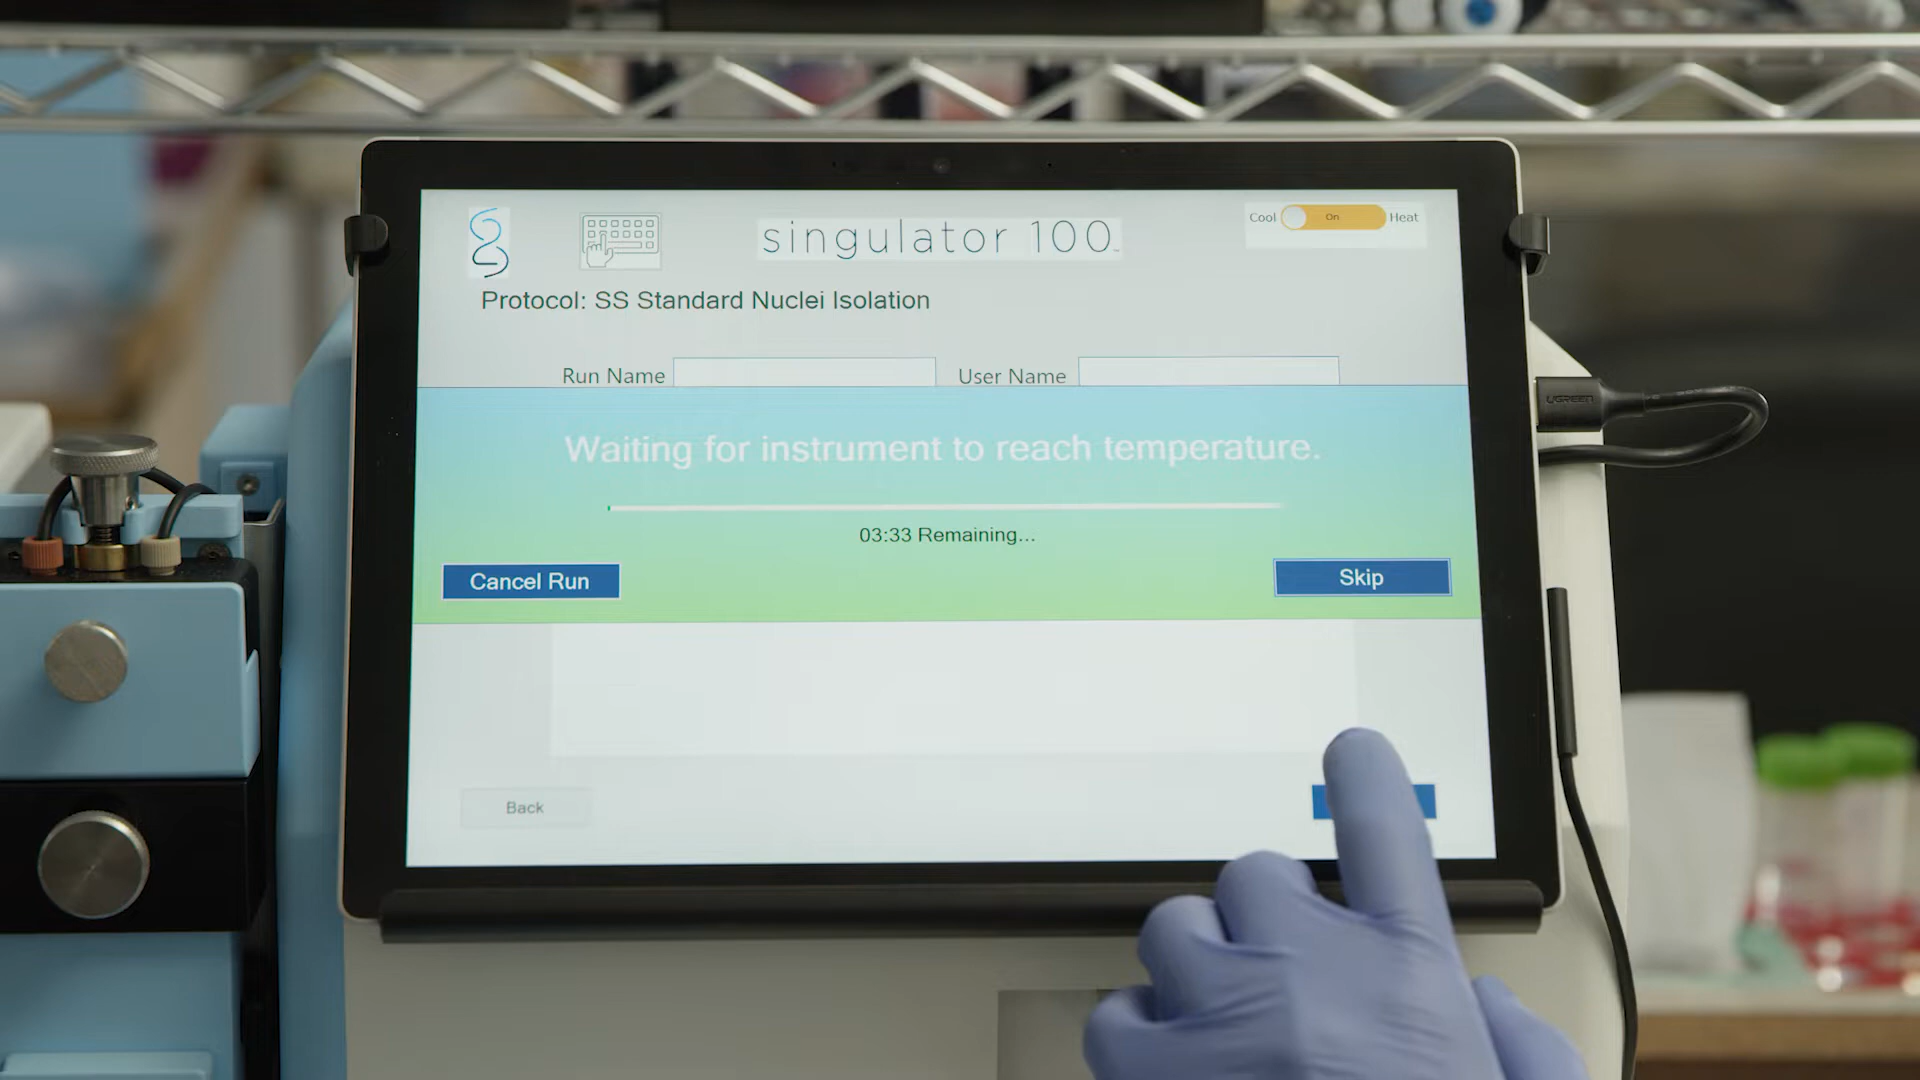 singulator 100
Cool On Heat
Protocol: SS Standard Nuclei Isolation
Run Name
User Name
UGREEN
Waiting for instrument to reach temperature.
03:33 Remaining...
Cancel Run
Skip
Back